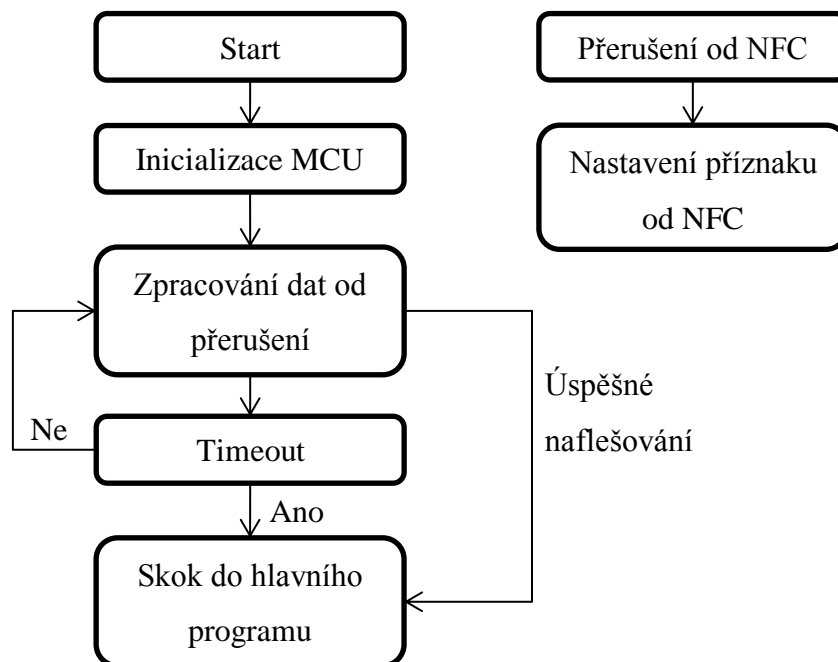 Start
Inicializace MCU
Zpracování dat od
přerušení
Ne
Timeout
Ano
Skok do hlavního
programu
Úspěšné
naflešování
Přerušení od NFC
Nastavení příznaku
od NFC